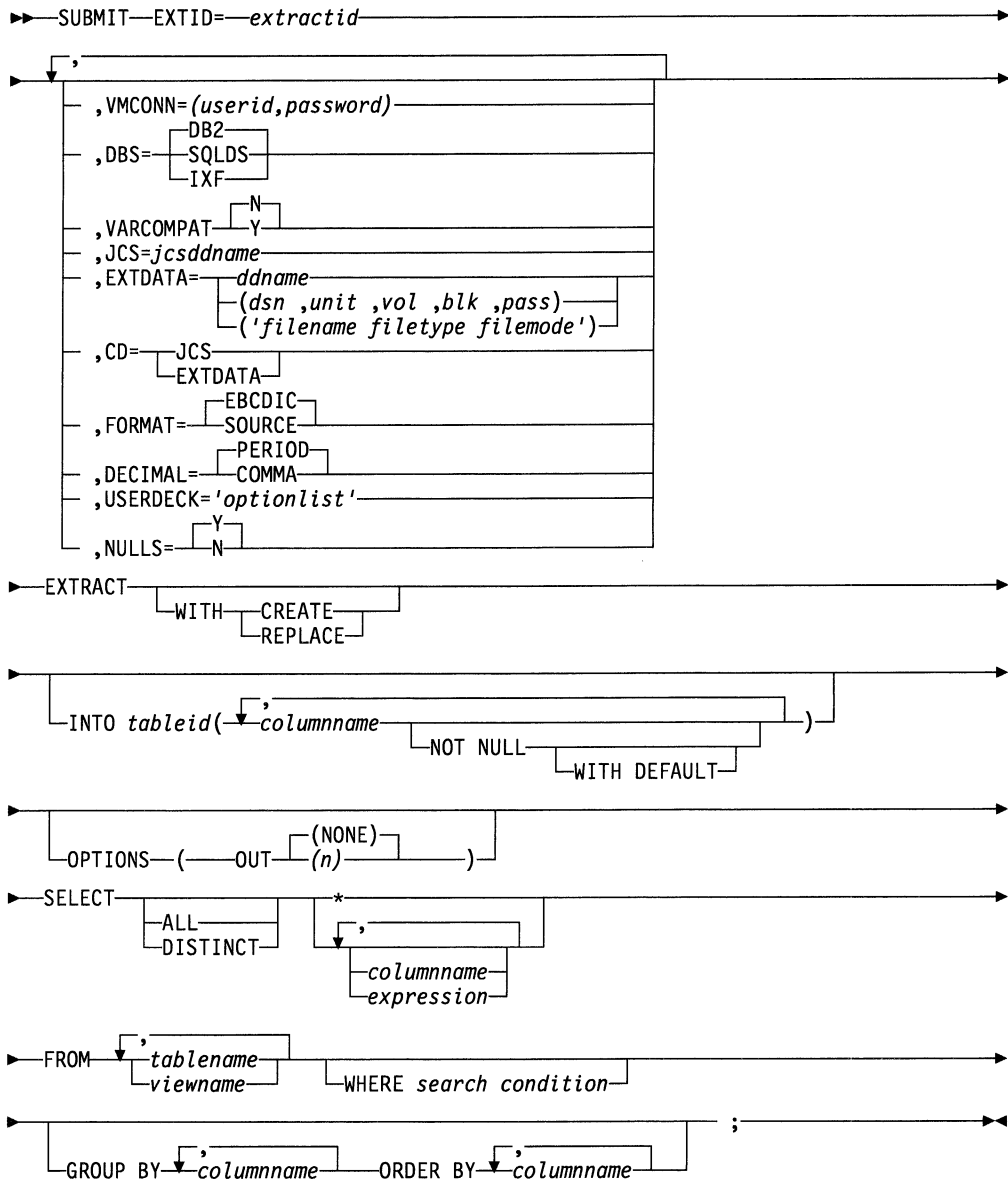 SUBMIT EXTID= extractid
,
,VMCONN=(userid,password)
DB2
,DBS= SQLDS
IXF
N
,VARCOMPAT Y
,JCS=jcsddname
,EXTDATA= ddname
(dsn ,unit ,vol ,blk ,pass)
('filename filetype filemode')
,CD= JCS
EXTDATA
EBCDIC
,FORMAT= SOURCE
PERIOD
,DECIMAL= COMMA
,USERDECK='optionlist'
Y
,NULLS= N
EXTRACT
WITH CREATE
REPLACE
,
INTO tableid( columnname )
NOT NULL
WITH DEFAULT
(NONE)
OPTIONS ( OUT (n) )
SELECT *
ALL ,
DISTINCT
columnname
expression
,
FROM tablename
viewname WHERE search condition
;
, ,
GROUP BY columnname ORDER BY columnname